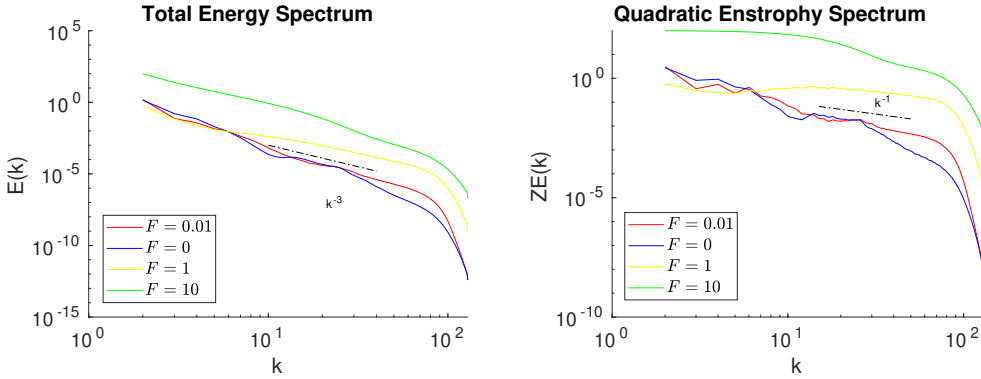 Total Energy Spectrum
E(k)
10^5
10^0
10^-5
10^-10
10^-15
k^-3
F = 0.01
F = 0
F = 1
F = 10
10^0
10^1
10^2
k
Quadratic Enstrophy Spectrum
ZE(k)
10^0
10^-5
10^-10
k^-1
F = 0.01
F = 0
F = 1
F = 10
10^0
10^1
10^2
k